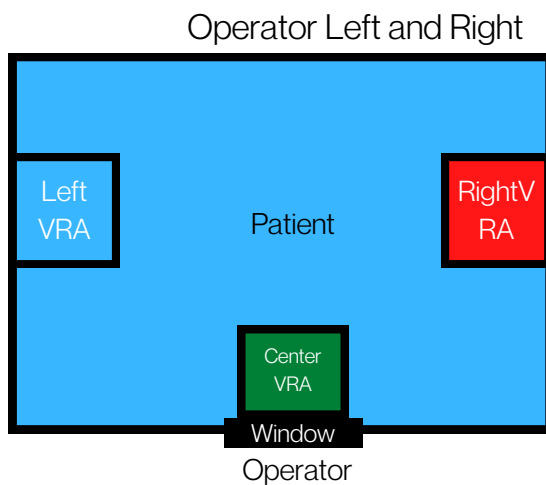 Operator Left and Right
Left
VRA
Patient
RightV
RA
Center
VRA
Window
Operator